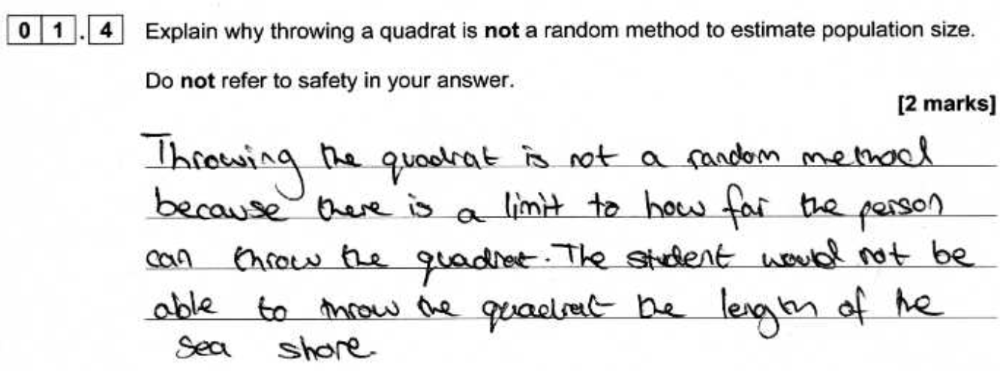 01.4 Explain why throwing a quadrat is not a random method to estimate population size.
Do not refer to safety in your answer.
[2 marks]
Throwing the quadrat is not a random method
because there is a limit to how far the person
can throw the quadrat. The student would not be
able to throw the quadrat the length of the
sea shore.